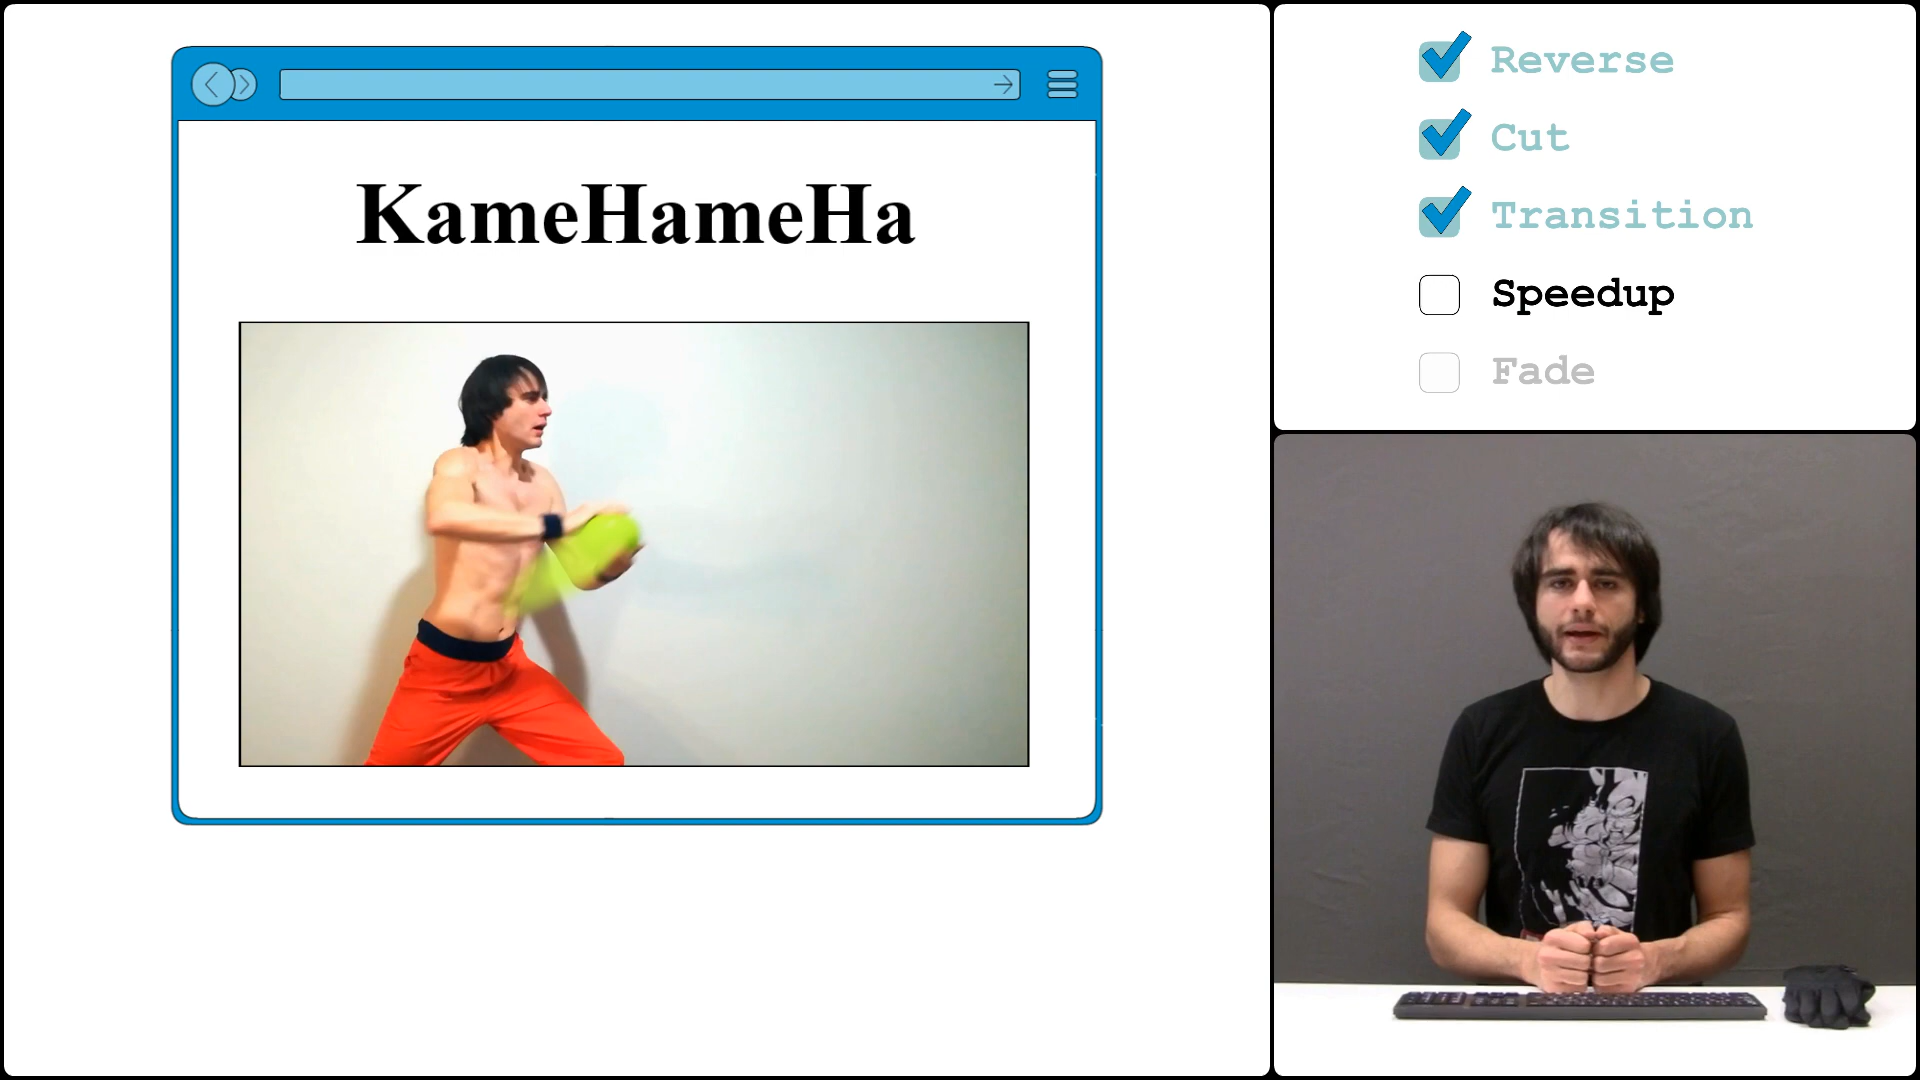 KameHameHa
Reverse
Cut
Transition
Speedup
Fade